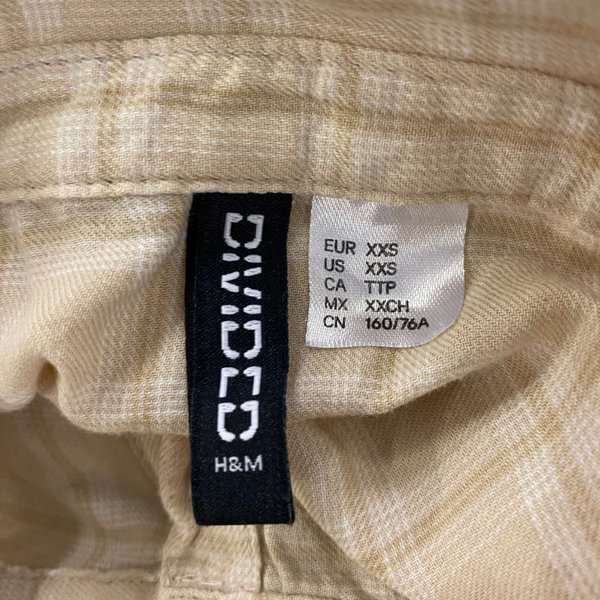 DIVIDED
H&M
EUR XXS
US XXS
CA TTP
MX XXCH
CN 160/76A